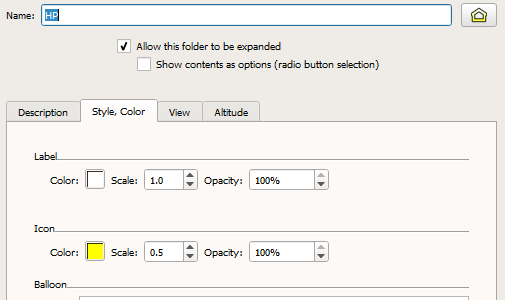 Name: HP
Allow this folder to be expanded
Show contents as options (radio button selection)
Description Style, Color View Altitude
Label
Color: Scale: 1.0 Opacity: 100%
Icon
Color: Scale: 0.5 Opacity: 100%
Balloon